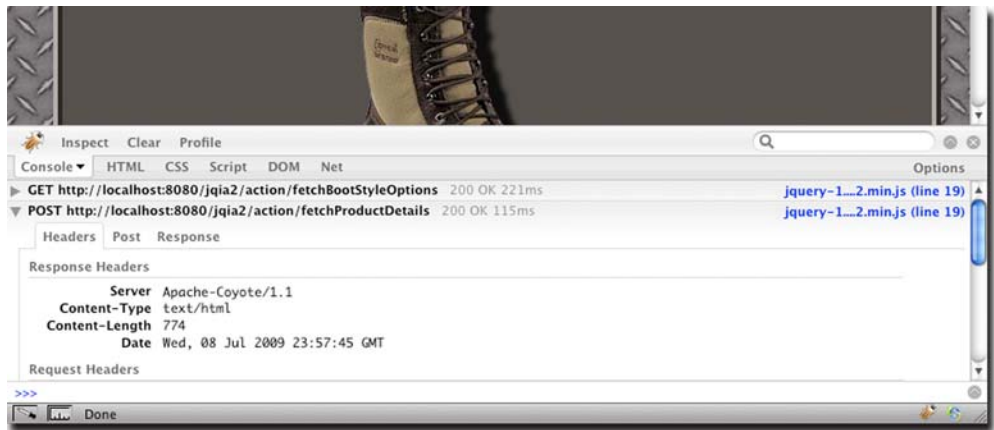 Inspect Clear Profile
Console ▼ HTML CSS Script DOM Net Options
GET http://localhost:8080/jqia2/action/fetchBootStyleOptions 200 OK 221ms jquery-1....2.min.js (line 19)
POST http://localhost:8080/jqia2/action/fetchProductDetails 200 OK 115ms jquery-1....2.min.js (line 19)
Headers Post Response
Response Headers
Server Apache-Coyote/1.1
Content-Type text/html
Content-Length 774
Date Wed, 08 Jul 2009 23:57:45 GMT
Request Headers
>>>
Done